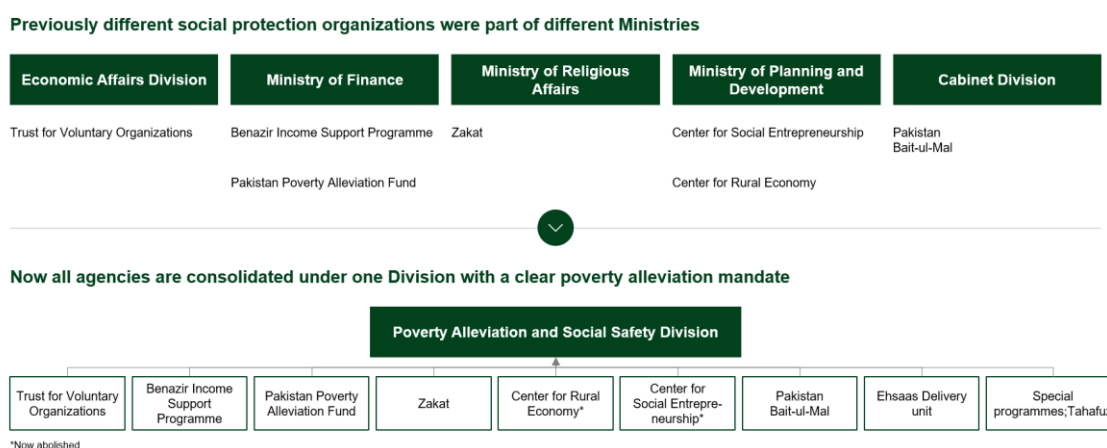 Previously different social protection organizations were part of different Ministries
Economic Affairs Division
Ministry of Finance
Ministry of Religious
Affairs
Ministry of Planning and
Development
Cabinet Division
Trust for Voluntary Organizations
Benazir Income Support Programme
Zakat
Center for Social Entrepreneurship
Pakistan
Bait-ul-Mal
Pakistan Poverty Alleviation Fund
Center for Rural Economy
Now all agencies are consolidated under one Division with a clear poverty alleviation mandate
Poverty Alleviation and Social Safety Division
Trust for Voluntary
Organizations
Benazir Income
Support
Programme
Pakistan Poverty
Alleviation Fund
Zakat
Center for Rural
Economy*
Center for
Social Entrepre-
neurship*
Pakistan
Bait-ul-Mal
Ehsaas Delivery
unit
Special
programmes;Tahafuz
*Now abolished